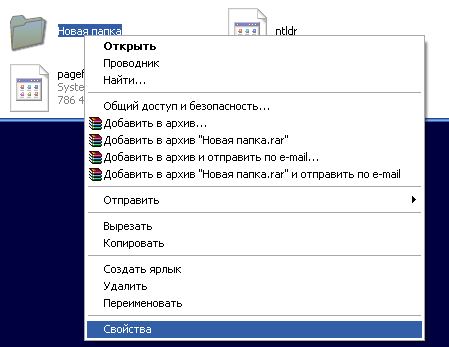 Новая папка
ntldr
Открыть
Проводник
Найти...
pagef
Syste
786 4
Общий доступ и безопасность...
Добавить в архив...
Добавить в архив "Новая папка.rar"
Добавить в архив и отправить по e-mail...
Добавить в архив "Новая папка.rar" и отправить по e-mail
Отправить
Вырезать
Копировать
Создать ярлык
Удалить
Переименовать
Свойства